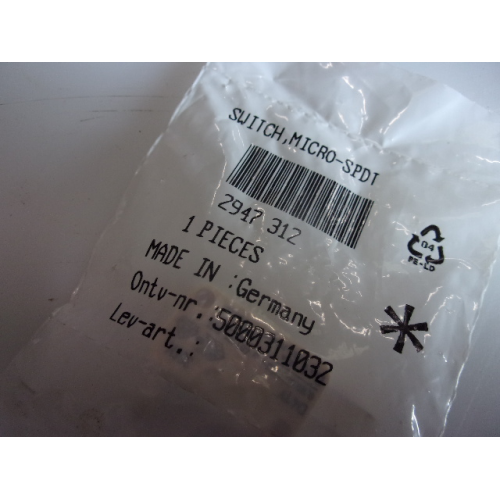 SWITCH,MICRO-SPDT
2947 312
1 PIECES
MADE IN :Germany
Ontv-nr.:5000311032
Lev-art.:
04
PE-LD